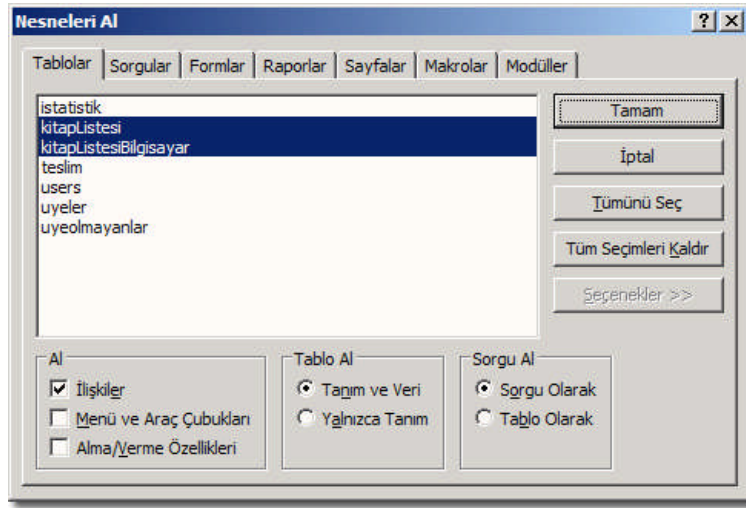 Nesneleri Al
Tablolar Sorgular Formlar Raporlar Sayfalar Makrolar Modüller
istatistik
kitapListesi
kitapListesiBilgisayar
teslim
users
uyeler
uyeolmayanlar
Tamam
İptal
Tümünü Seç
Tüm Seçimleri Kaldır
Seçenekler >>
Al
İlişkiler
Menü ve Araç Çubukları
Alma/Verme Özellikleri
Tablo Al
Tanım ve Veri
Yalnızca Tanım
Sorgu Al
Sorgu Olarak
Tablo Olarak